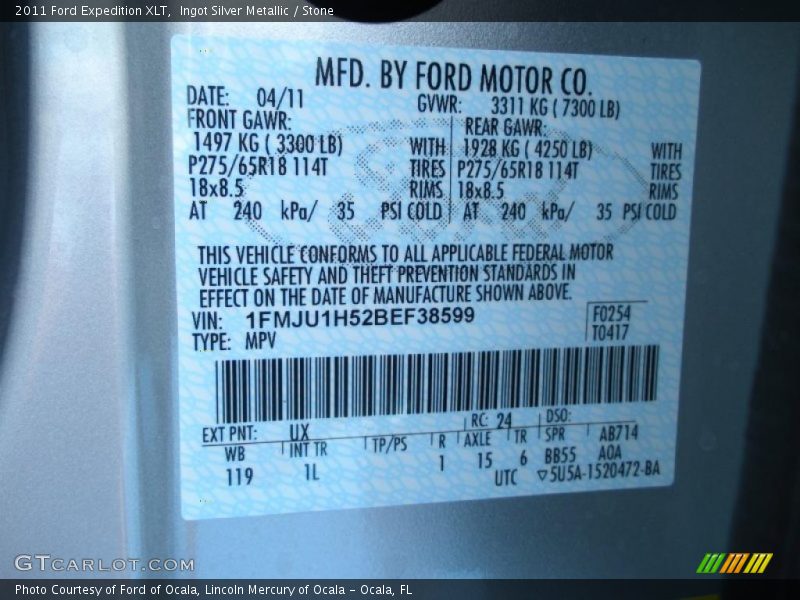 2011 Ford Expedition XLT, Ingot Silver Metallic / Stone
MFD. BY FORD MOTOR CO.
DATE: 04/11 GVWR: 3311 KG ( 7300 LB)
FRONT GAWR: REAR GAWR:
1497 KG ( 3300 LB) WITH 1928 KG ( 4250 LB) WITH
P275/65R18 114T TIRES P275/65R18 114T TIRES
18x8.5 RIMS 18x8.5 RIMS
AT 240 kPa/ 35 PSI COLD AT 240 kPa/ 35 PSI COLD
THIS VEHICLE CONFORMS TO ALL APPLICABLE FEDERAL MOTOR
VEHICLE SAFETY AND THEFT PREVENTION STANDARDS IN
EFFECT ON THE DATE OF MANUFACTURE SHOWN ABOVE.
VIN: 1FMJU1H52BEF38599 F0254
TYPE: MPV T0417
EXT PNT: UX RC: 24 DSO:
WB INT TR TP/PS R AXLE TR SPR AB714
119 1L 1 15 6 BB55 A0A
UTC ▽5U5A-1520472-BA
GTCARLOT.COM
Photo Courtesy of Ford of Ocala, Lincoln Mercury of Ocala - Ocala, FL